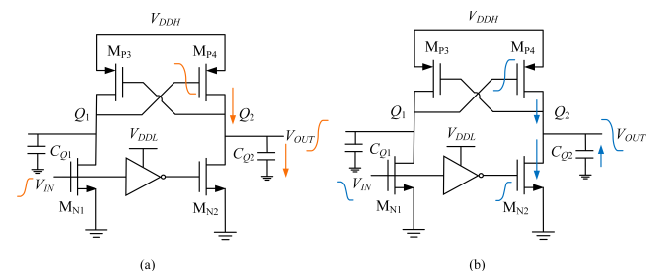 V_DDH
M_P3
M_P4
Q_1
Q_2
V_DDL
V_OUT
C_Q1
C_Q2
V_IN
M_N1
M_N2
(a)
V_DDH
M_P3
M_P4
Q_1
Q_2
V_DDL
V_OUT
C_Q1
C_Q2
V_IN
M_N1
M_N2
(b)